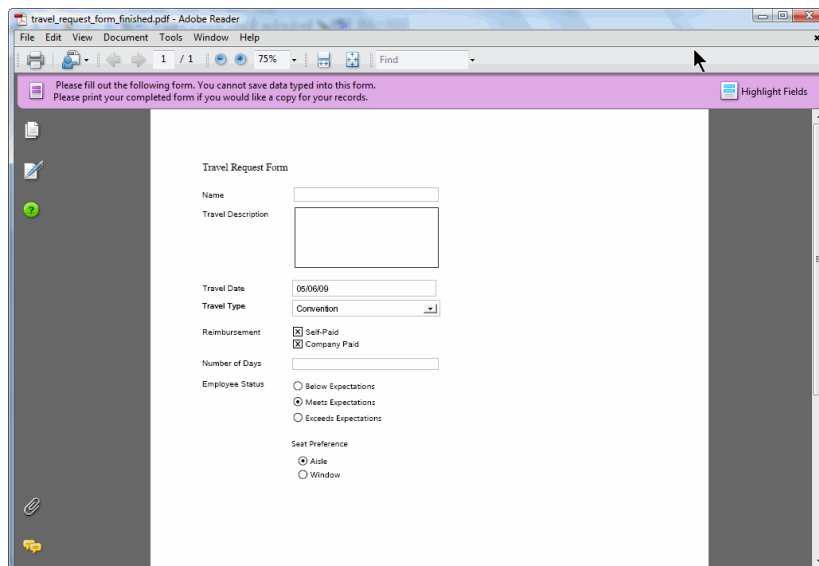 travel_request_form_finished.pdf - Adobe Reader
File Edit View Document Tools Window Help
1 / 1 75% Find
Please fill out the following form. You cannot save data typed into this form.
Please print your completed form if you would like a copy for your records.
Highlight Fields
Travel Request Form
Name
Travel Description
Travel Date 05/06/09
Travel Type Convention
Reimbursement Self-Paid
Company Paid
Number of Days
Employee Status Below Expectations
Meets Expectations
Exceeds Expectations
Seat Preference
Aisle
Window